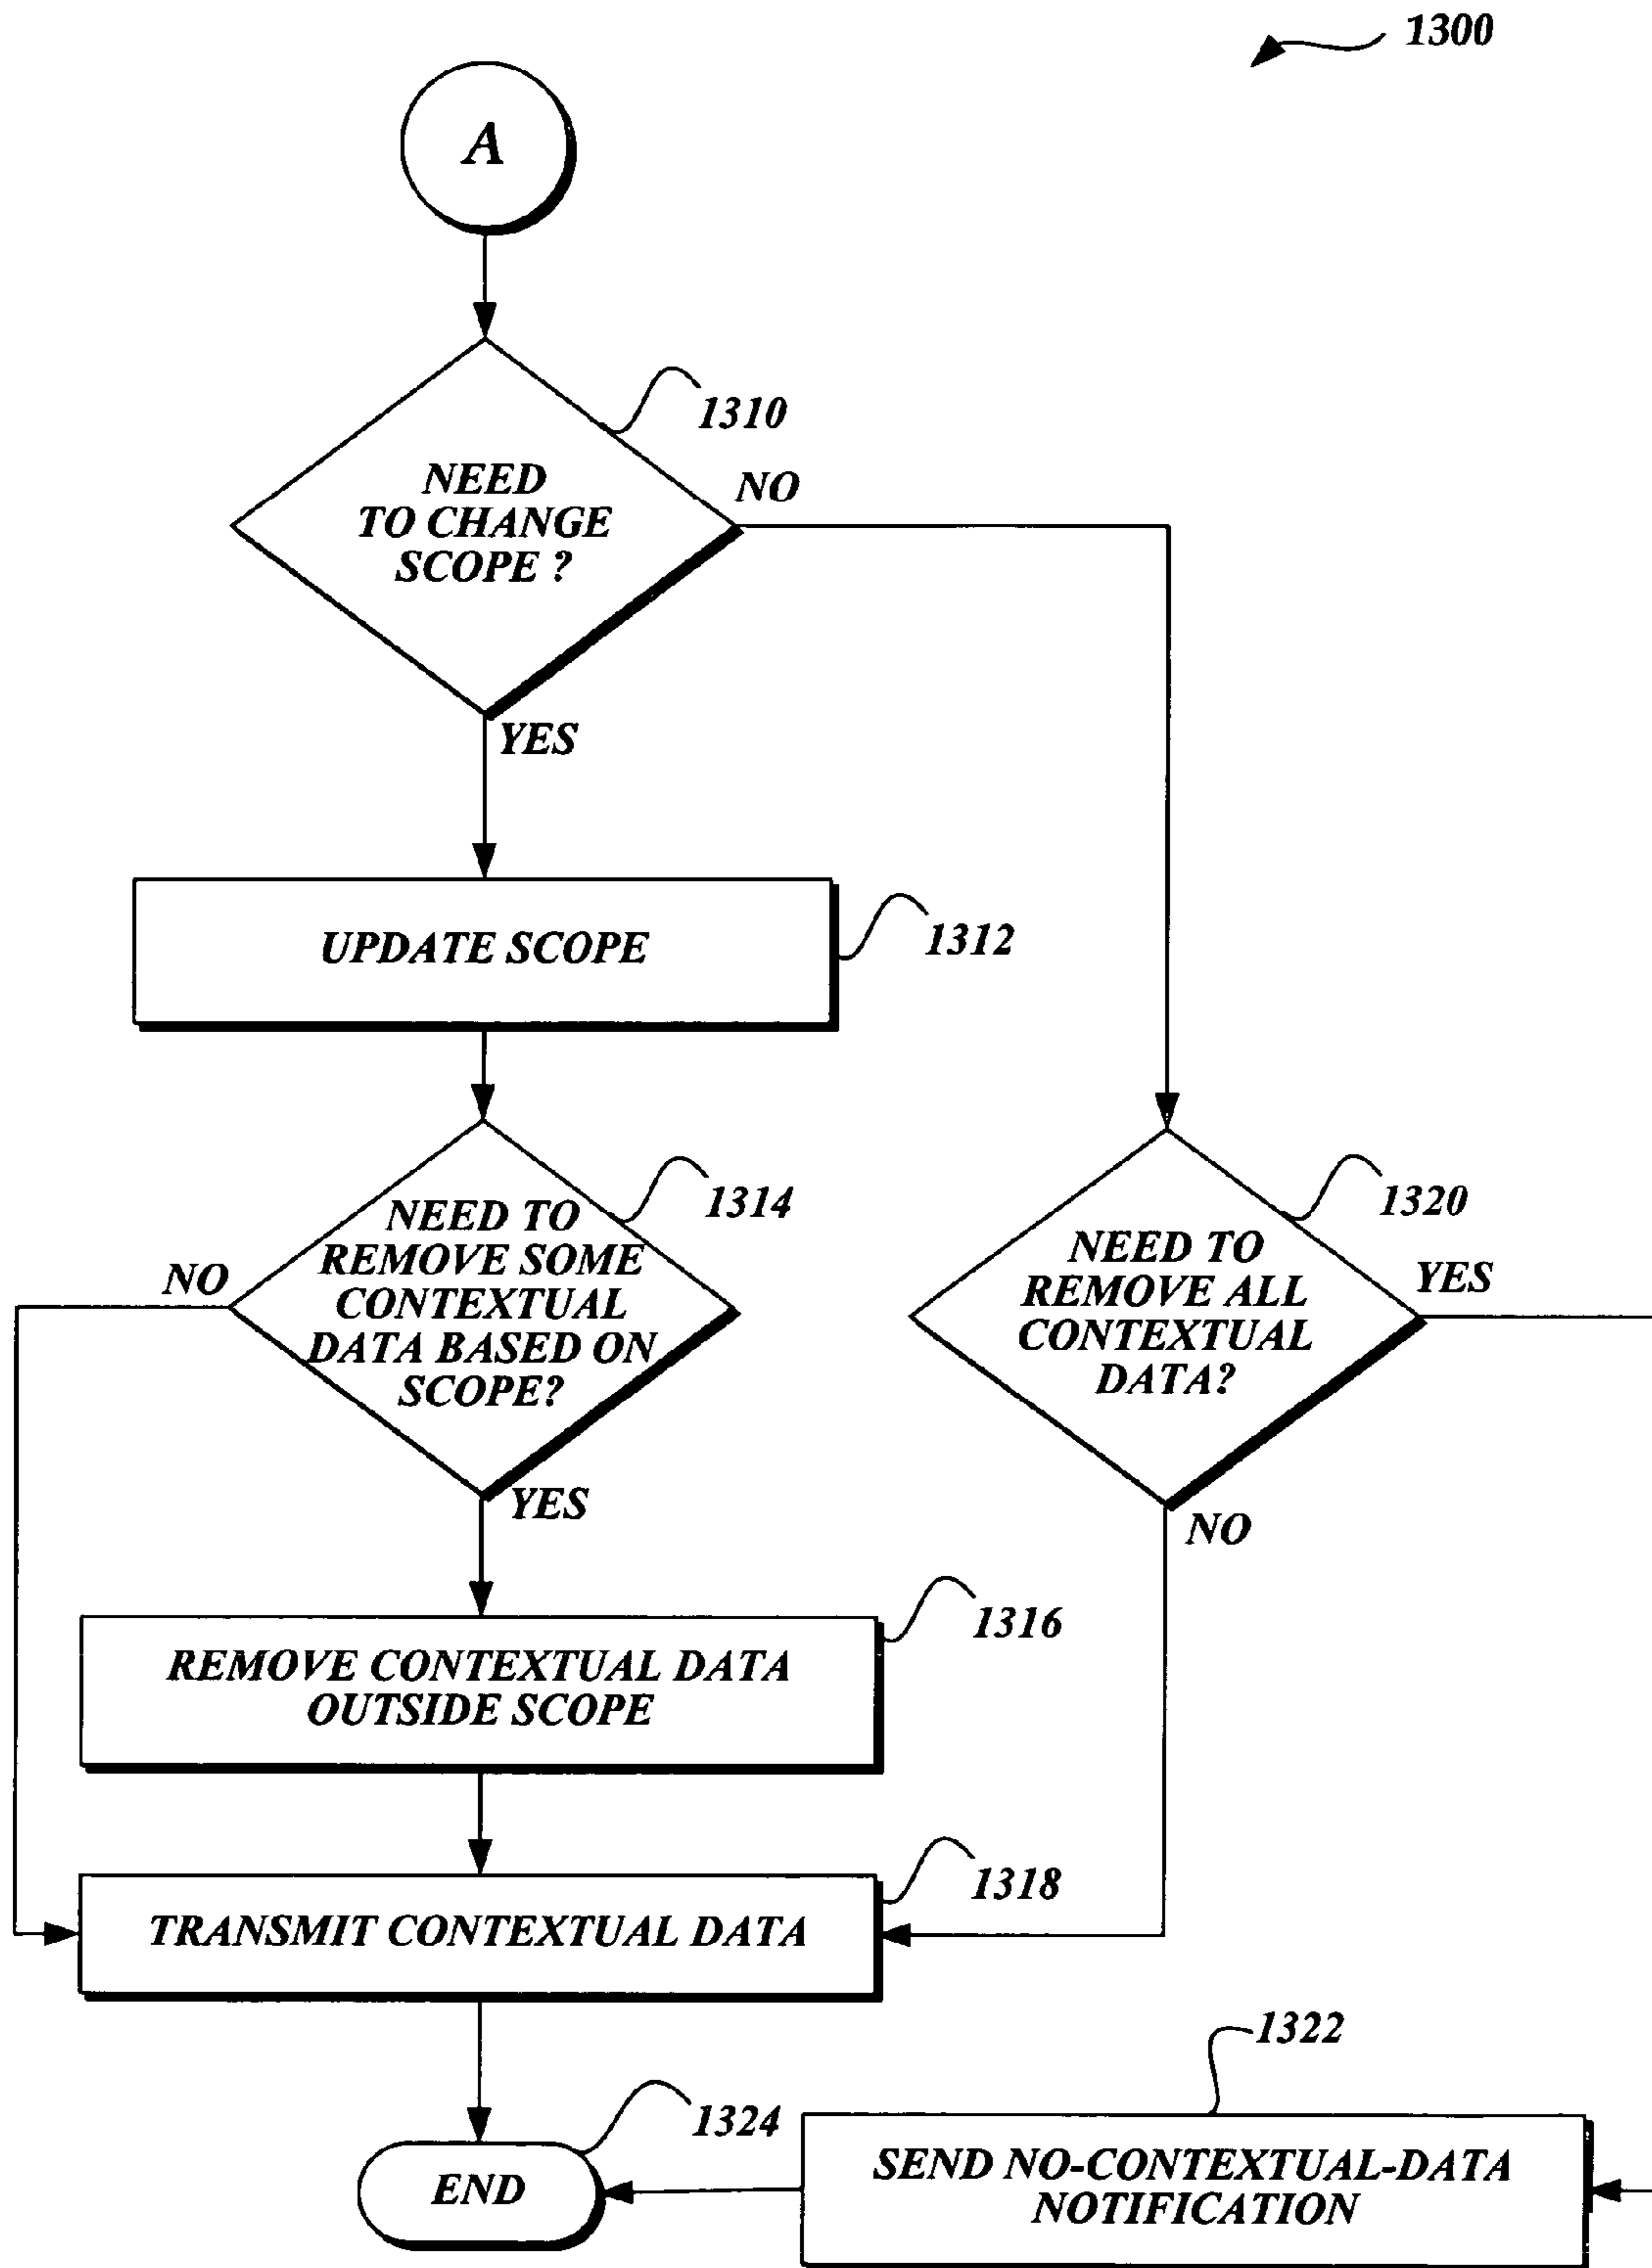 1300
A
1310
NEED
TO CHANGE
SCOPE ?
NO
YES
UPDATE SCOPE
1312
1314
NEED TO
REMOVE SOME
CONTEXTUAL
DATA BASED ON
SCOPE?
NO
YES
1320
NEED TO
REMOVE ALL
CONTEXTUAL
DATA?
YES
NO
1316
REMOVE CONTEXTUAL DATA
OUTSIDE SCOPE
1318
TRANSMIT CONTEXTUAL DATA
1322
1324
END
SEND NO-CONTEXTUAL-DATA
NOTIFICATION